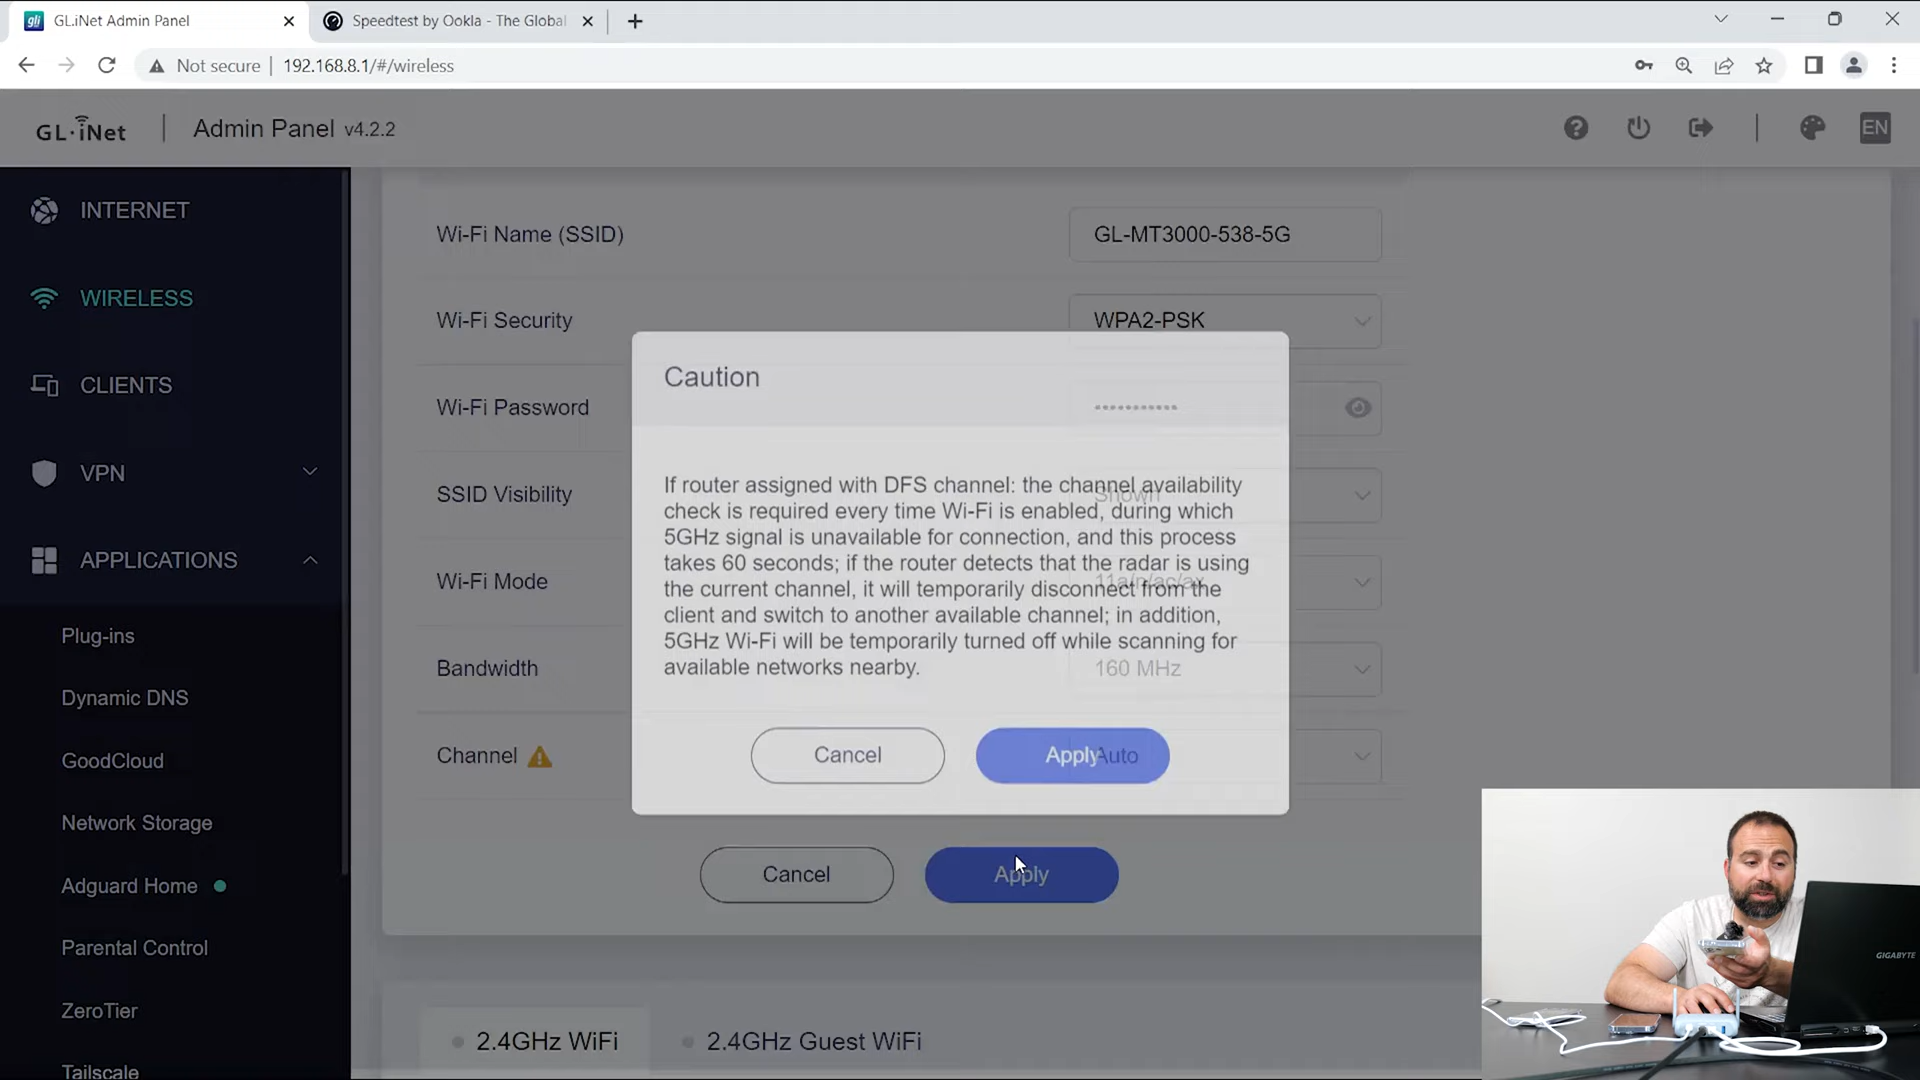 GL.iNet Admin Panel
Speedtest by Ookla - The Global
Not secure
192.168.8.1/#/wireless
GL·iNet
Admin Panel v4.2.2
EN
INTERNET
WIRELESS
CLIENTS
VPN
APPLICATIONS
Plug-ins
Dynamic DNS
GoodCloud
Network Storage
Adguard Home
Parental Control
ZeroTier
Tailscale
Wi-Fi Name (SSID)
GL-MT3000-538-5G
Wi-Fi Security
WPA2-PSK
Wi-Fi Password
•••••••••••
SSID Visibility
Shown
Wi-Fi Mode
11a/n/ac/ax
Bandwidth
160 MHz
Channel
Auto
Caution
If router assigned with DFS channel: the channel availability
check is required every time Wi-Fi is enabled, during which
5GHz signal is unavailable for connection, and this process
takes 60 seconds; if the router detects that the radar is using
the current channel, it will temporarily disconnect from the
client and switch to another available channel; in addition,
5GHz Wi-Fi will be temporarily turned off while scanning for
available networks nearby.
Cancel
Apply
Cancel
Apply
2.4GHz WiFi
2.4GHz Guest WiFi
GIGABYTE